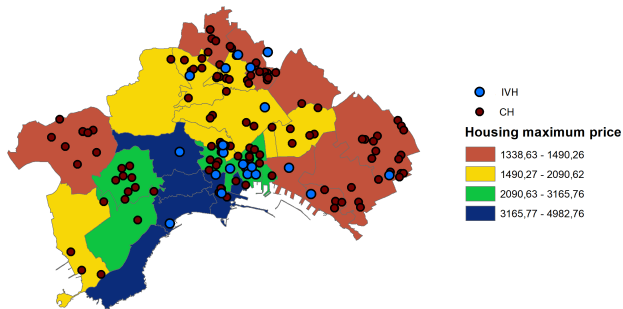 IVH
CH
Housing maximum price
1338,63 - 1490,26
1490,27 - 2090,62
2090,63 - 3165,76
3165,77 - 4982,76